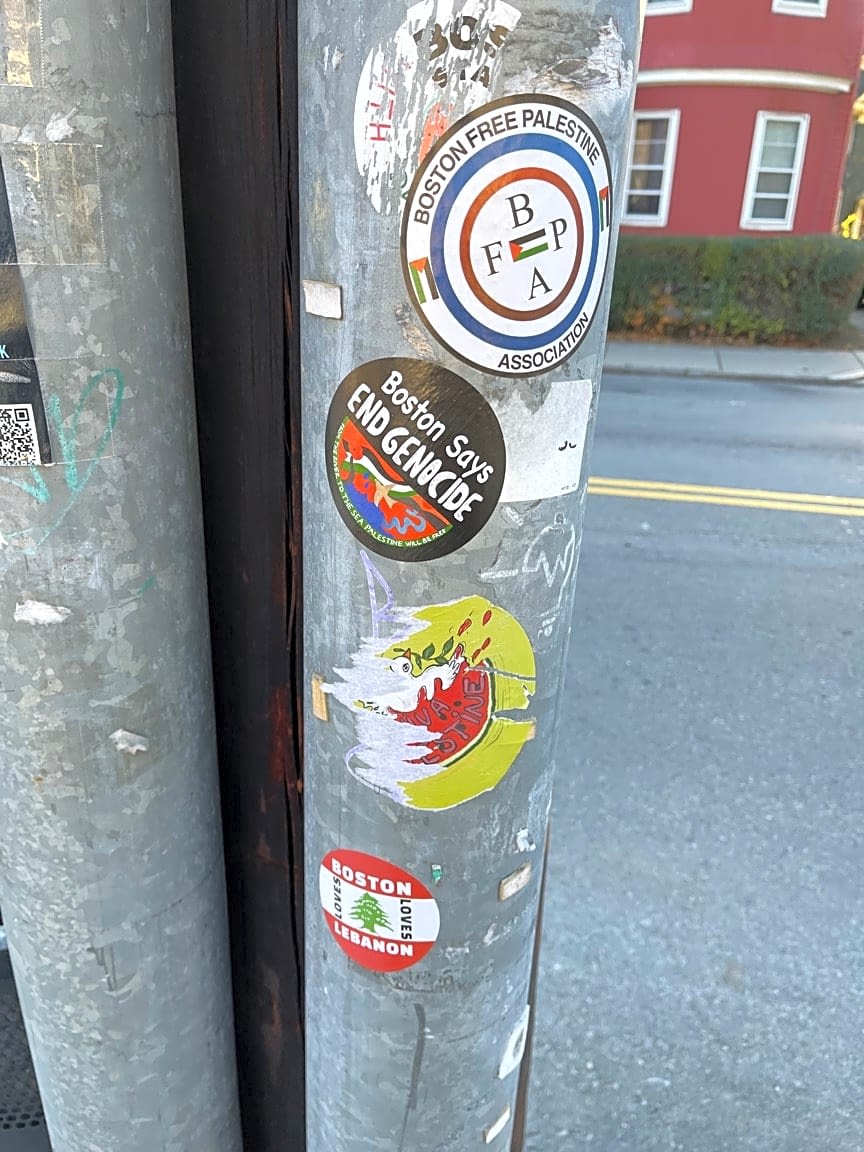 BOS
BOSTON FREE PALESTINE
B
F P
A
ASSOCIATION
Boston Says
END GENOCIDE
FROM THE RIVER TO THE SEA PALESTINE WILL BE FREE
BOSTON
LOVES
LOVES
LEBANON
K